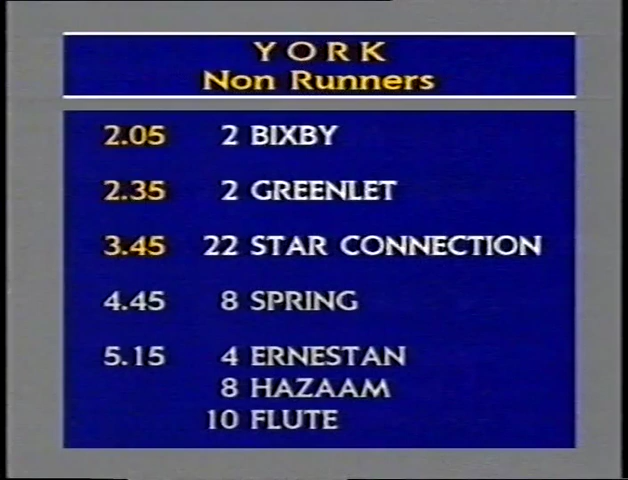 YORK
Non Runners
2.05 2 BIXBY
2.35 2 GREENLET
3.45 22 STAR CONNECTION
4.45 8 SPRING
5.15 4 ERNESTAN
8 HAZAAM
10 FLUTE